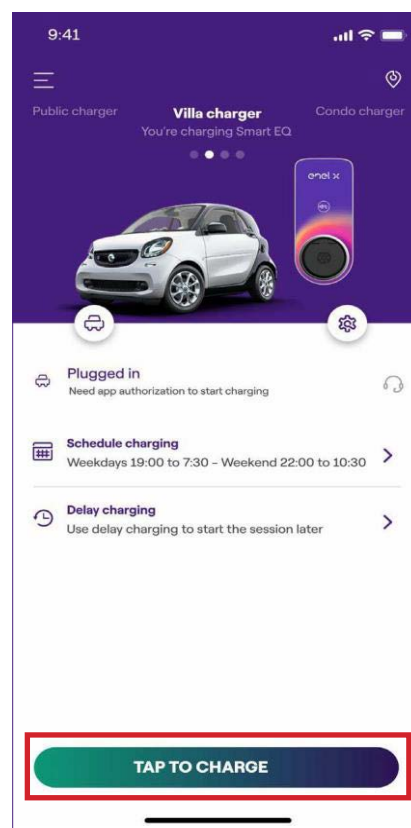 9:41
Public charger
Villa charger
Condo charger
You're charging Smart EQ
enel x
Plugged in
Need app authorization to start charging
Schedule charging
Weekdays 19:00 to 7:30 - Weekend 22:00 to 10:30
Delay charging
Use delay charging to start the session later
TAP TO CHARGE